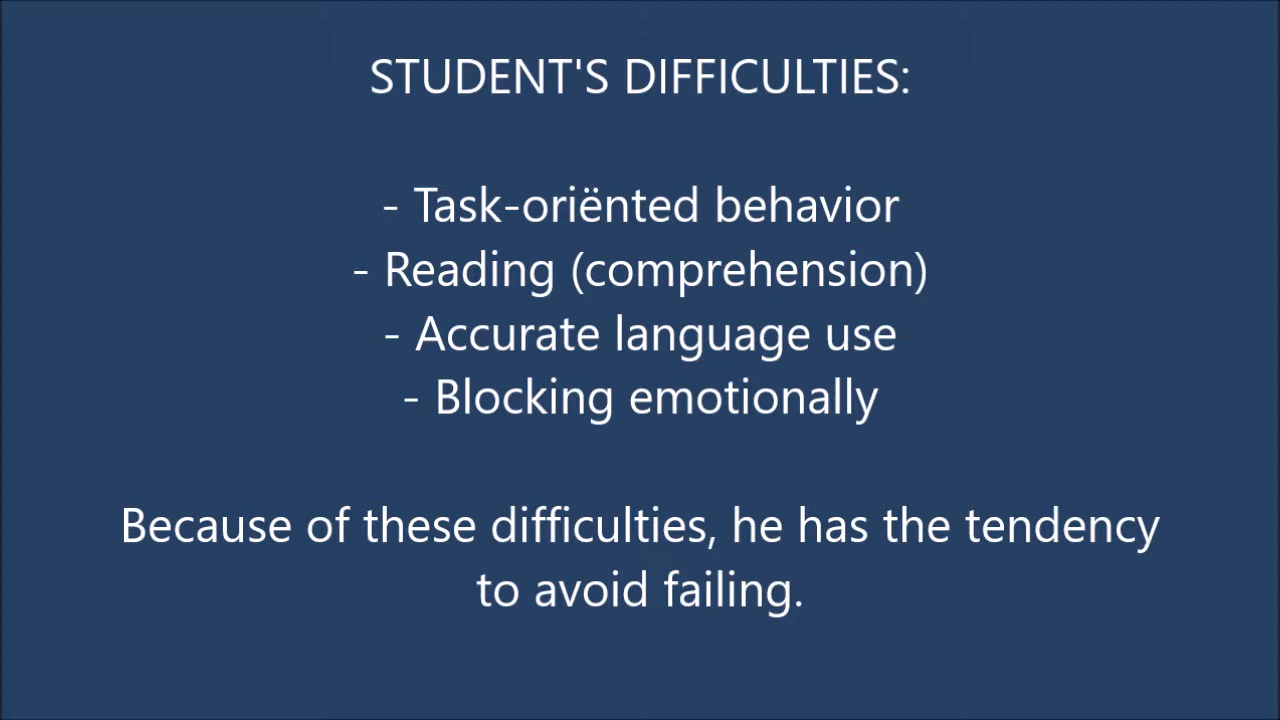 STUDENT'S DIFFICULTIES:
- Task-oriënted behavior
- Reading (comprehension)
- Accurate language use
- Blocking emotionally
Because of these difficulties, he has the tendency
to avoid failing.